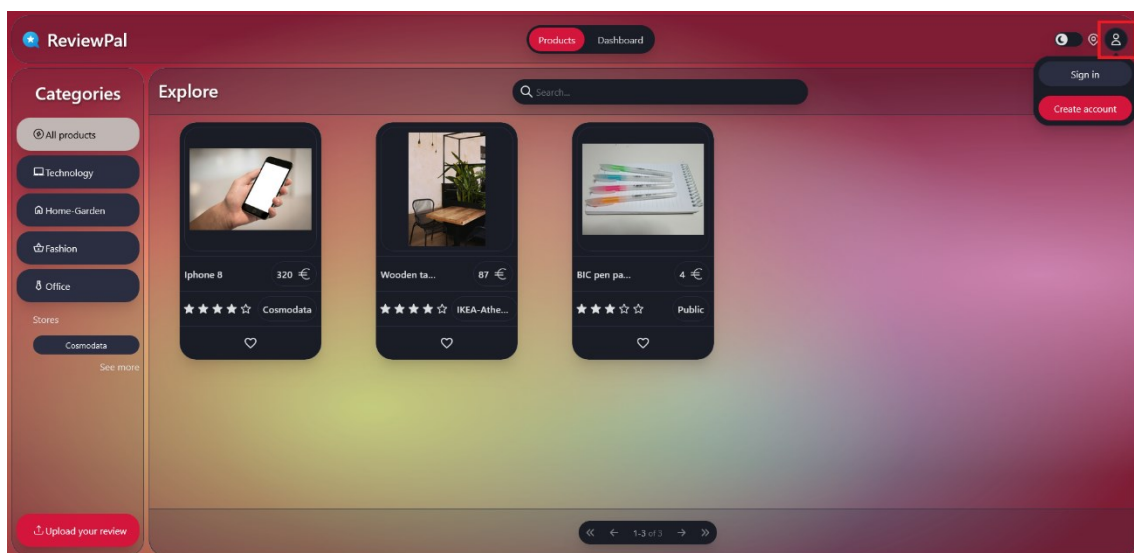 ReviewPal
Products Dashboard
Sign in
Create account
Categories
All products
Technology
Home-Garden
Fashion
Office
Stores
Cosmodata
See more
Upload your review
Explore
Search...
Iphone 8 320 €
Cosmodata
Wooden ta... 87 €
IKEA-Athe...
BIC pen pa... 4 €
Public
1-3 of 3